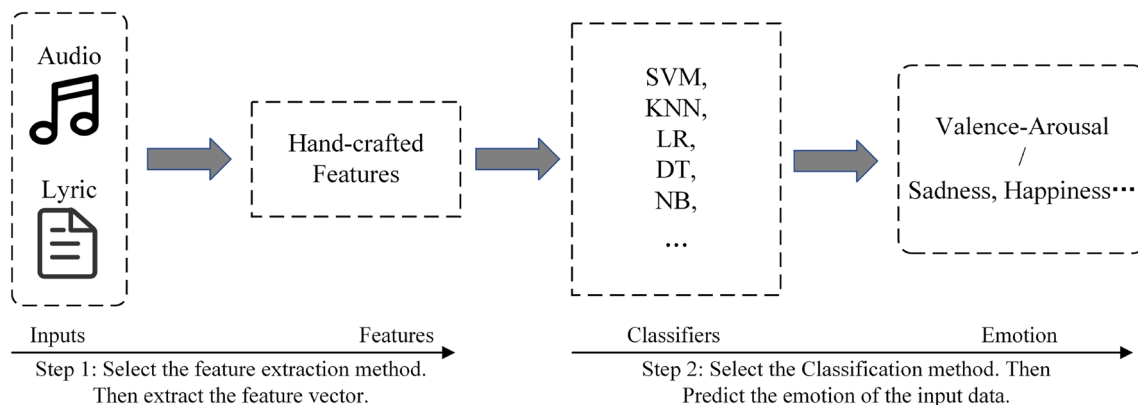 Audio
Lyric
Hand-crafted
Features
SVM,
KNN,
LR,
DT,
NB,
...
Valence-Arousal
/
Sadness, Happiness···
Inputs
Features
Step 1: Select the feature extraction method.
Then extract the feature vector.
Classifiers
Emotion
Step 2: Select the Classification method. Then
Predict the emotion of the input data.